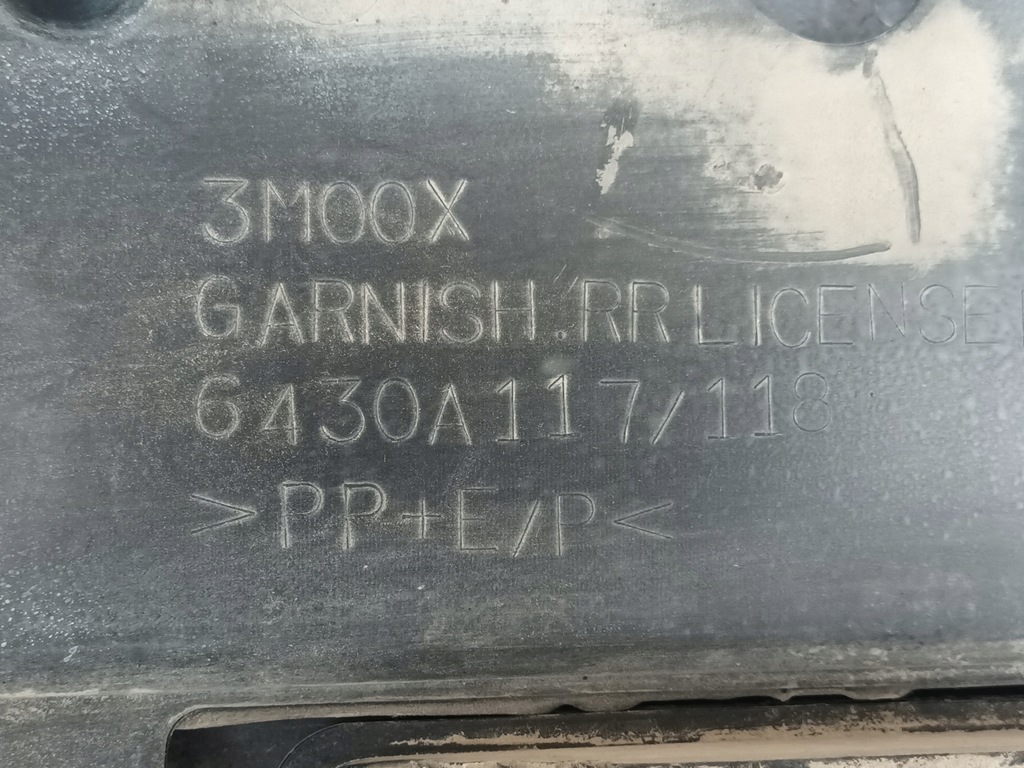 3M00X
GARNISH.RR LICENSE
6430A117/118
>PP+E/P<